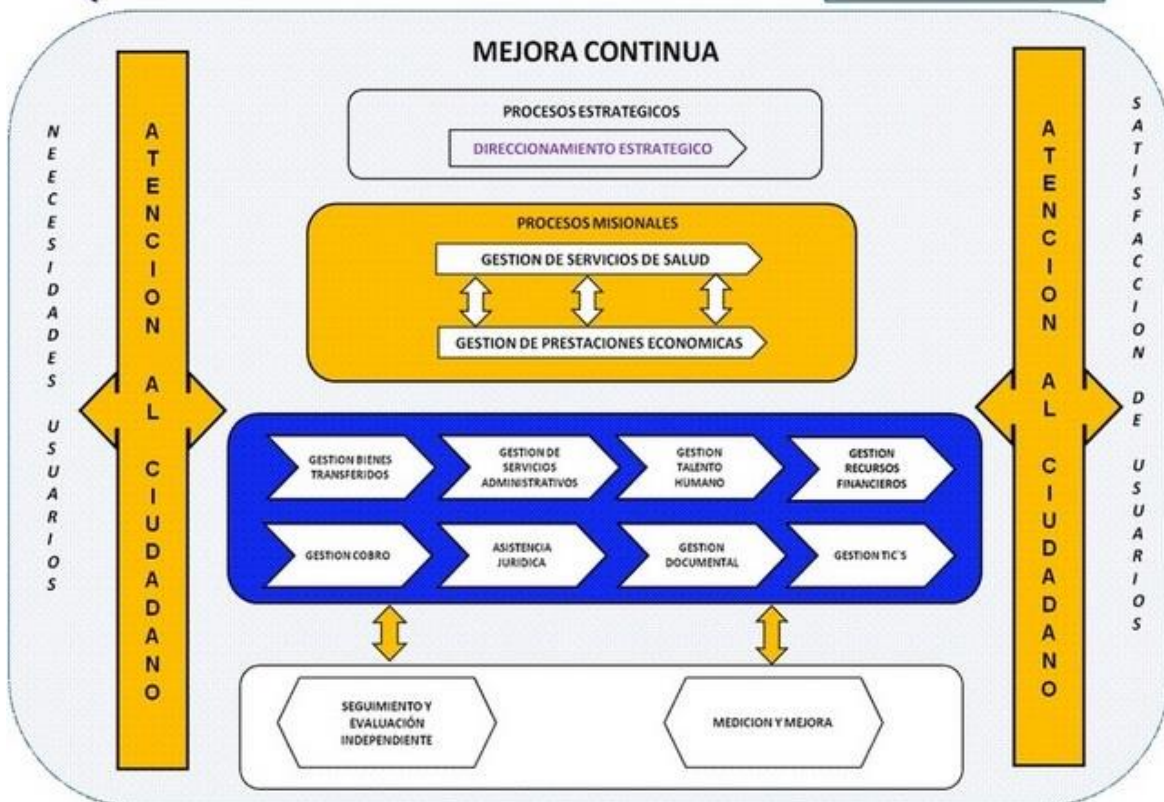 MEJORA CONTINUA
PROCESOS ESTRATEGICOS
DIRECCIONAMIENTO ESTRATEGICO
NECESIDADES USUARIOS
ATENCION AL CIUDADANO
PROCESOS MISIONALES
GESTION DE SERVICIOS DE SALUD
GESTION DE PRESTACIONES ECONOMICAS
GESTION BIENES
TRANSFERIDOS
GESTION DE
SERVICIOS
ADMINISTRATIVOS
GESTION
TALENTO
HUMANO
GESTION
RECURSOS
FINANCIEROS
GESTION COBRO
ASISTENCIA
JURIDICA
GESTION
DOCUMENTAL
GESTION TIC`S
SEGUIMIENTO Y
EVALUACIÓN
INDEPENDIENTE
MEDICION Y MEJORA
ATENCION AL CIUDADANO
SATISFACCION DE USUARIOS